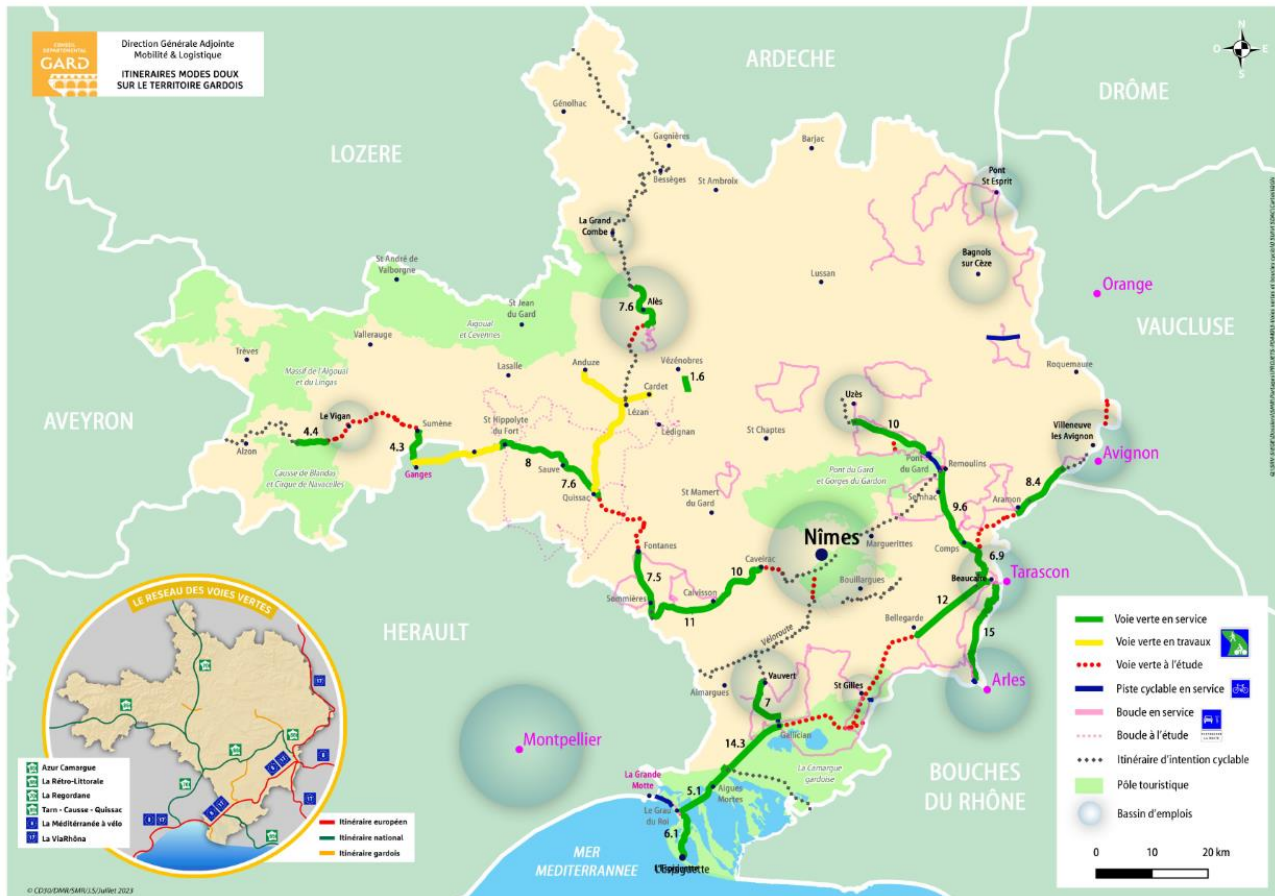 CONSEIL
DÉPARTEMENTAL
GARD
Direction Générale Adjointe
Mobilité & Logistique
ITINERAIRES MODES DOUX
SUR LE TERRITOIRE GARDOIS
ARDECHE
DRÔME
LOZERE
AVEYRON
VAUCLUSE
HERAULT
BOUCHES
DU RHÔNE
MER
MEDITERRANNEE
N
O
E
S
Génolhac
Gagnières
Barjac
Bessèges
St Ambroix
Pont
St Esprit
La Grand
Combe
Bagnols
sur Cèze
St André de
Valborgne
Lussan
Orange
7.6
Alès
St Jean
du Gard
Aigoual
et Cévennes
Vallerauge
Trèves
Massif de l'Aigoual
et du Lingas
Lasalle
Anduze
Vézénobres
1.6
Cardet
Roquemaure
Uzès
Lézan
Lédignan
Le Vigan
Sumène
St Hippolyte
du Fort
St Chaptes
10
Villeneuve
les Avignon
Avignon
4.4
Alzon
4.3
Ganges
8
Sauve
7.6
Quissac
Causse de Blandas
et Cirque de Navacelles
Pont du Gard
et Gorges du Gardon
Pont
du Gard
Remoulins
Sernhac
8.4
Aramon
St Mamert
du Gard
9.6
Nîmes
Marguerittes
Comps
6.9
Fontanes
Caveirac
Bouillargues
Beaucaire
Tarascon
7.5
10
Sommières
Calvisson
11
12
Bellegarde
15
Véloroute
Aimargues
Vauvert
St Gilles
Arles
7
Gallician
Montpellier
14.3
La Camargue
gardoise
La Grande
Motte
5.1
Aigues
Mortes
Le Grau
du Roi
6.1
L'Espiguette
LE RESEAU DES VOIES VERTES
Azur Camargue
La Rétro-Littorale
La Regordane
Tarn - Causse - Quissac
8 La Méditérranée à vélo
17 La ViaRhôna
Itinéraire européen
Itinéraire national
Itinéraire gardois
Voie verte en service
Voie verte en travaux
Voie verte à l'étude
Piste cyclable en service
Boucle en service
Boucle à l'étude
Itinéraire d'intention cyclable
Pôle touristique
Bassin d'emplois
0 10 20 km
© CD30/DMR/SMR/J.S/Juillet 2023